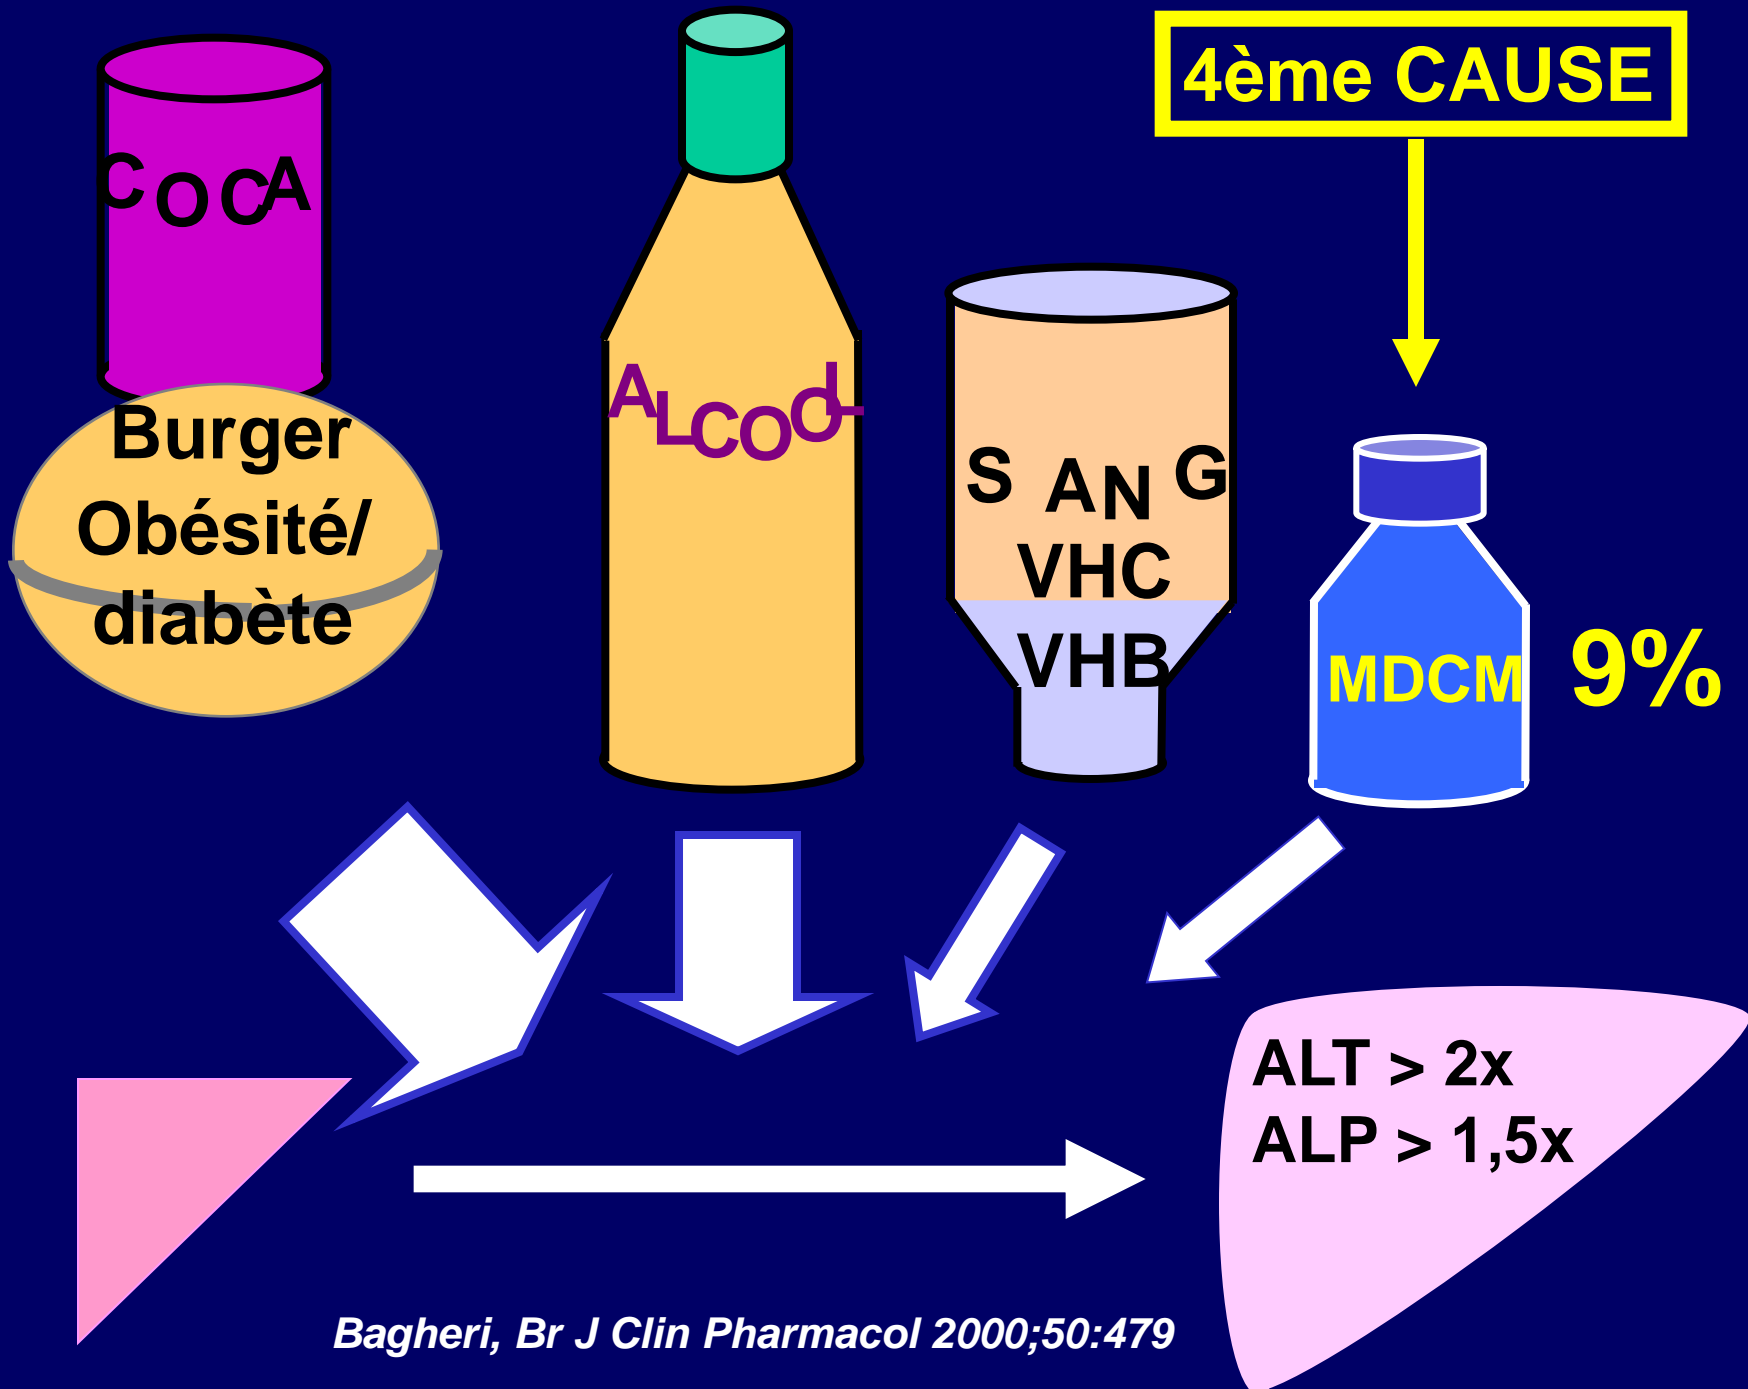 COCA
Burger
Obésité/
diabète
ALCOOL
SANG
VHC
VHB
4ème CAUSE
MDCM
9%
ALT > 2x
ALP > 1,5x
Bagheri, Br J Clin Pharmacol 2000;50:479